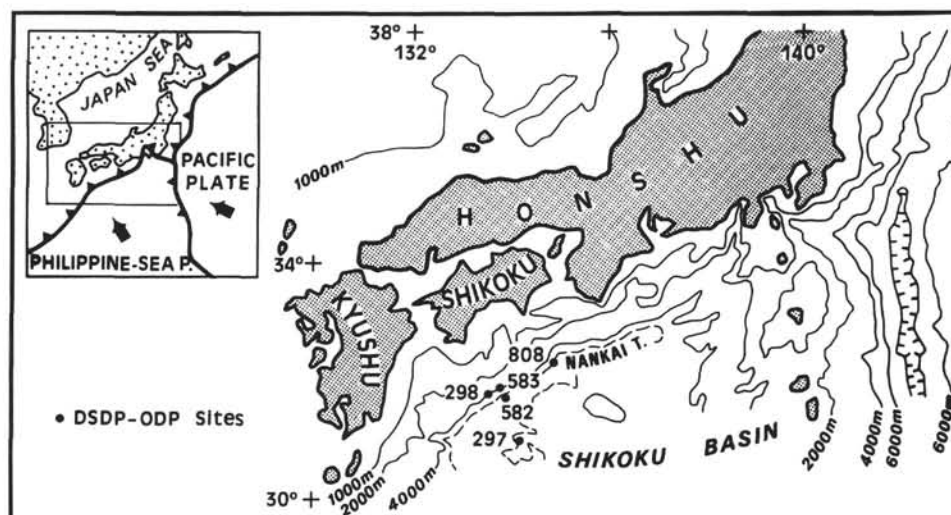 JAPAN SEA
PACIFIC
PLATE
PHILIPPINE-SEA P.
38°
132°
140°
1000m
HONSHU
34°
SHIKOKU
KYUSHU
808
NANKAI T.
583
298
582
297
• DSDP-ODP Sites
SHIKOKU BASIN
30°
1000m
2000m
4000m
2000m
4000m
6000m
6000m